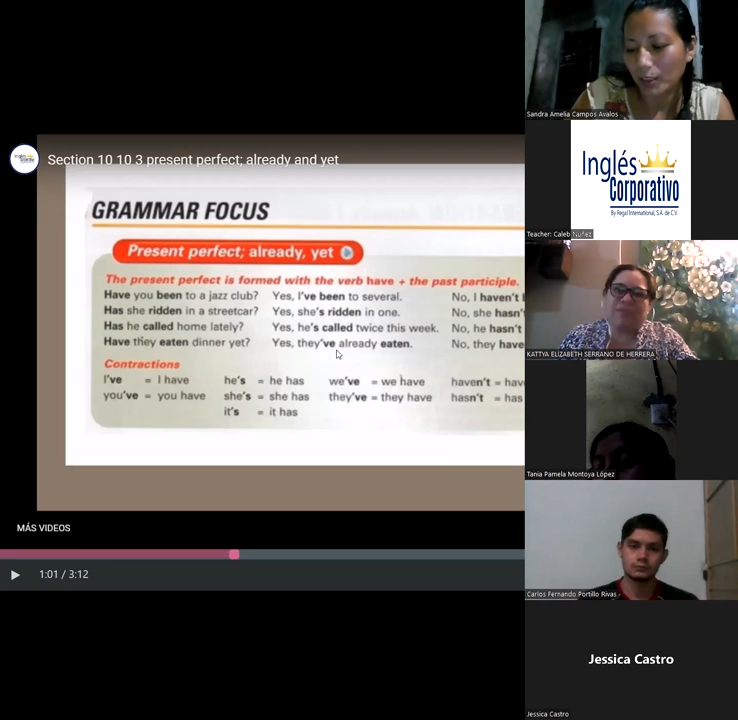 Section 10 10 3 present perfect; already and yet
GRAMMAR FOCUS
Present perfect; already, yet
The present perfect is formed with the verb have + the past participle.
Have you been to a jazz club? Yes, I've been to several. No, I haven't
Has she ridden in a streetcar? Yes, she's ridden in one. No, she hasn'
Has he called home lately? Yes, he's called twice this week. No, he hasn't
Have they eaten dinner yet? Yes, they've already eaten. No, they have
Contractions
I've = I have he's = he has we've = we have haven't = hav
you've = you have she's = she has they've = they have hasn't = has
it's = it has
MÁS VIDEOS
1:01 / 3:12
Sandra Amelia Campos Avalos
Inglés
Corporativo
By Regal International, S.A. de C.V.
Teacher: Caleb Nuñez
KATTYA ELIZABETH SERRANO DE HERRERA
Tania Pamela Montoya López
Carlos Fernando Portillo Rivas
Jessica Castro
Jessica Castro